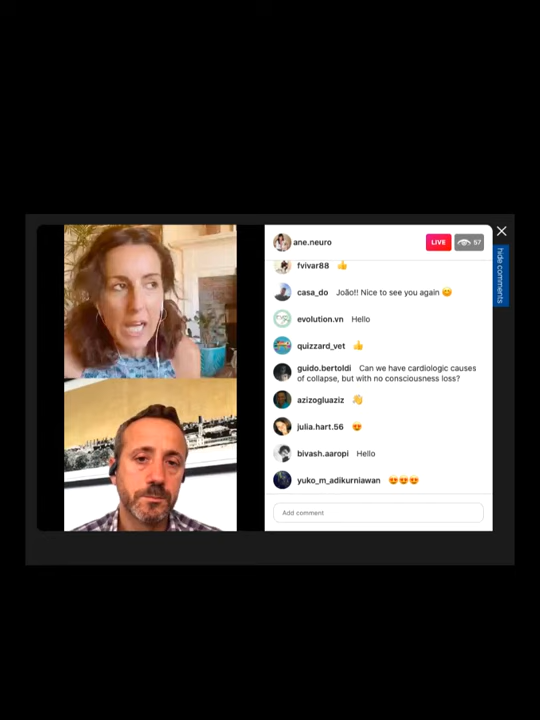 ane.neuro
LIVE
57
hide comments
fvivar88 👍
casa_do João!! Nice to see you again 😊
evolution.vn Hello
quizzard_vet 👍
guido.bertoldi Can we have cardiologic causes
of collapse, but with no consciousness loss?
azizogluaziz 👋
julia.hart.56 😍
bivash.aaropi Hello
yuko_m_adikurniawan 😍😍😍
Add comment